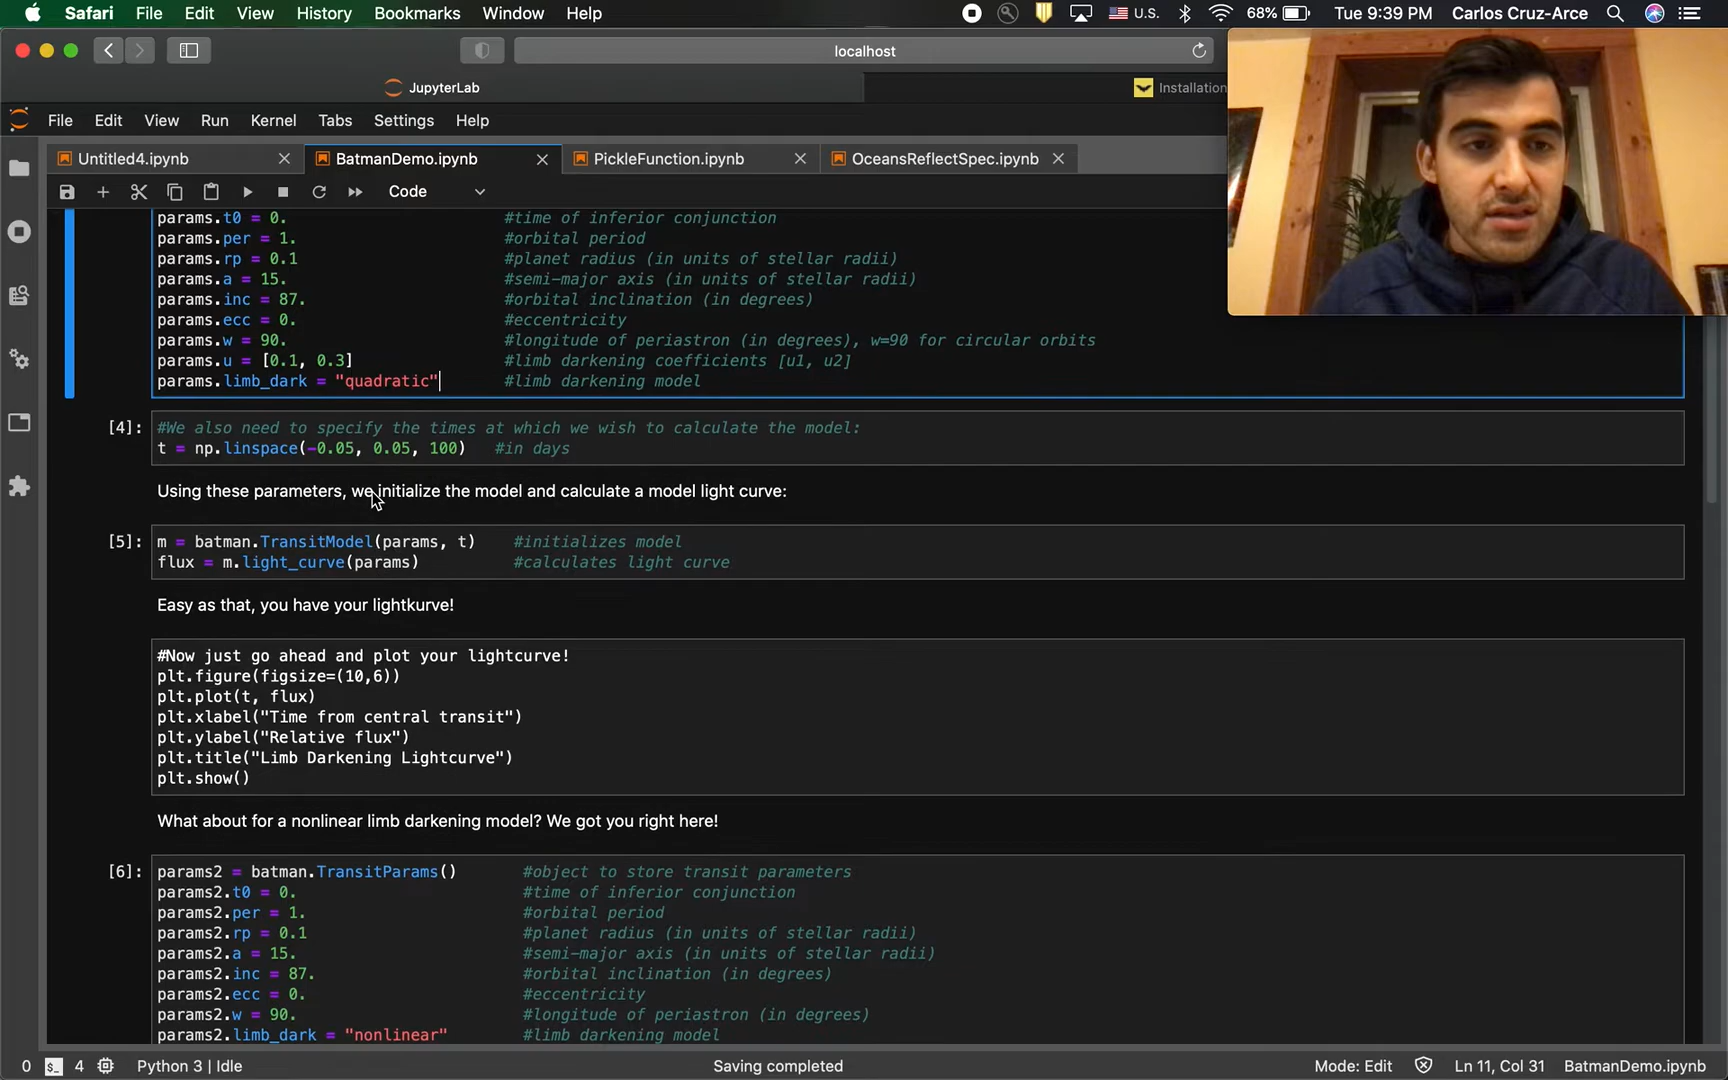 Safari File Edit View History Bookmarks Window Help U.S. 68% Tue 9:39 PM Carlos Cruz-Arce
localhost
JupyterLab Installation
File Edit View Run Kernel Tabs Settings Help
Untitled4.ipynb BatmanDemo.ipynb PickleFunction.ipynb OceansReflectSpec.ipynb
Code
params.t0 = 0. #time of inferior conjunction
params.per = 1. #orbital period
params.rp = 0.1 #planet radius (in units of stellar radii)
params.a = 15. #semi-major axis (in units of stellar radii)
params.inc = 87. #orbital inclination (in degrees)
params.ecc = 0. #eccentricity
params.w = 90. #longitude of periastron (in degrees), w=90 for circular orbits
params.u = [0.1, 0.3] #limb darkening coefficients [u1, u2]
params.limb_dark = "quadratic" #limb darkening model
[4]: #We also need to specify the times at which we wish to calculate the model:
t = np.linspace(-0.05, 0.05, 100) #in days
Using these parameters, we initialize the model and calculate a model light curve:
[5]: m = batman.TransitModel(params, t) #initializes model
flux = m.light_curve(params) #calculates light curve
Easy as that, you have your lightkurve!
#Now just go ahead and plot your lightcurve!
plt.figure(figsize=(10,6))
plt.plot(t, flux)
plt.xlabel("Time from central transit")
plt.ylabel("Relative flux")
plt.title("Limb Darkening Lightcurve")
plt.show()
What about for a nonlinear limb darkening model? We got you right here!
[6]: params2 = batman.TransitParams() #object to store transit parameters
params2.t0 = 0. #time of inferior conjunction
params2.per = 1. #orbital period
params2.rp = 0.1 #planet radius (in units of stellar radii)
params2.a = 15. #semi-major axis (in units of stellar radii)
params2.inc = 87. #orbital inclination (in degrees)
params2.ecc = 0. #eccentricity
params2.w = 90. #longitude of periastron (in degrees)
params2.limb_dark = "nonlinear" #limb darkening model
0 $_ 4 Python 3 | Idle Saving completed Mode: Edit Ln 11, Col 31 BatmanDemo.ipynb